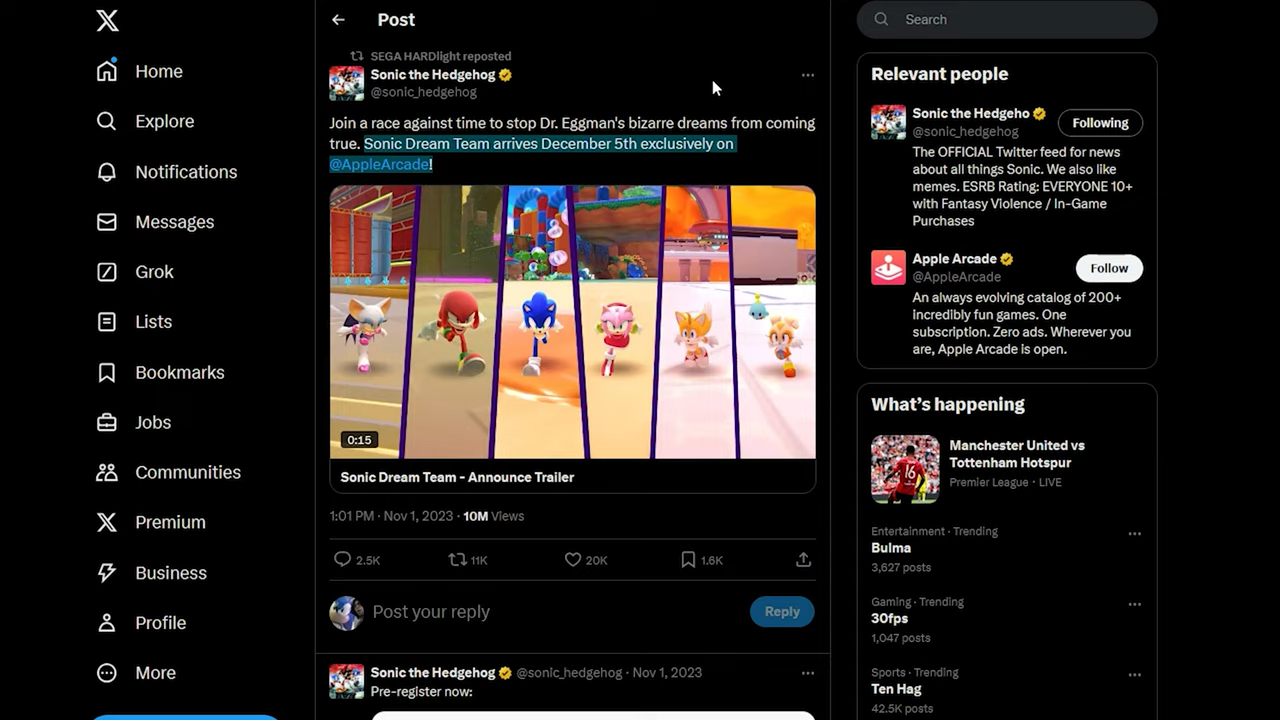 Home
Explore
Notifications
Messages
Grok
Lists
Bookmarks
Jobs
Communities
Premium
Business
Profile
More
Post
SEGA HARDlight reposted
Sonic the Hedgehog
@sonic_hedgehog
Join a race against time to stop Dr. Eggman's bizarre dreams from coming
true. Sonic Dream Team arrives December 5th exclusively on
@AppleArcade!
0:15
Sonic Dream Team - Announce Trailer
1:01 PM · Nov 1, 2023 · 10M Views
2.5K 11K 20K 1.6K
Post your reply
Reply
Sonic the Hedgehog @sonic_hedgehog · Nov 1, 2023
Pre-register now:
Search
Relevant people
Sonic the Hedgeho
@sonic_hedgehog
Following
The OFFICIAL Twitter feed for news
about all things Sonic. We also like
memes. ESRB Rating: EVERYONE 10+
with Fantasy Violence / In-Game
Purchases
Apple Arcade
@AppleArcade
Follow
An always evolving catalog of 200+
incredibly fun games. One
subscription. Zero ads. Wherever you
are, Apple Arcade is open.
What's happening
Manchester United vs
Tottenham Hotspur
Premier League · LIVE
Entertainment · Trending
Bulma
3,627 posts
Gaming · Trending
30fps
1,047 posts
Sports · Trending
Ten Hag
42.5K posts